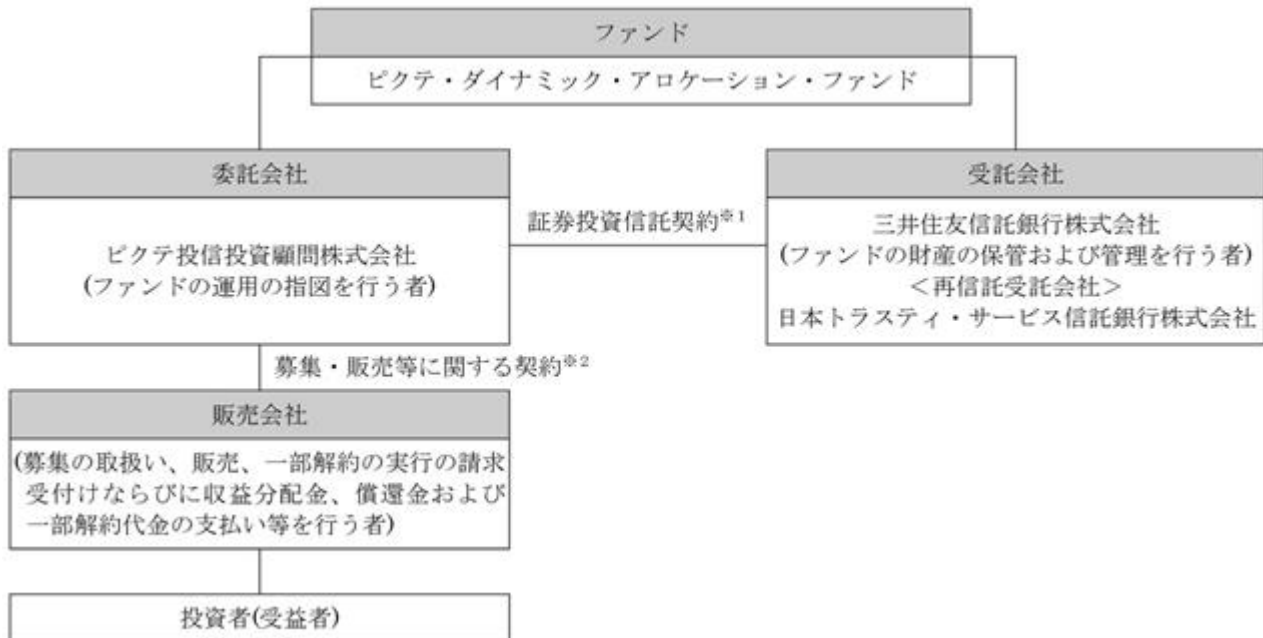 ファンド
ピクテ・ダイナミック・アロケーション・ファンド
委託会社
ピクテ投信投資顧問株式会社
(ファンドの運用の指図を行う者)
証券投資信託契約※1
受託会社
三井住友信託銀行株式会社
(ファンドの財産の保管および管理を行う者)
＜再信託受託会社＞
日本トラスティ・サービス信託銀行株式会社
募集・販売等に関する契約※2
販売会社
(募集の取扱い、販売、一部解約の実行の請求
受付けならびに収益分配金、償還金および
一部解約代金の支払い等を行う者)
投資者(受益者)